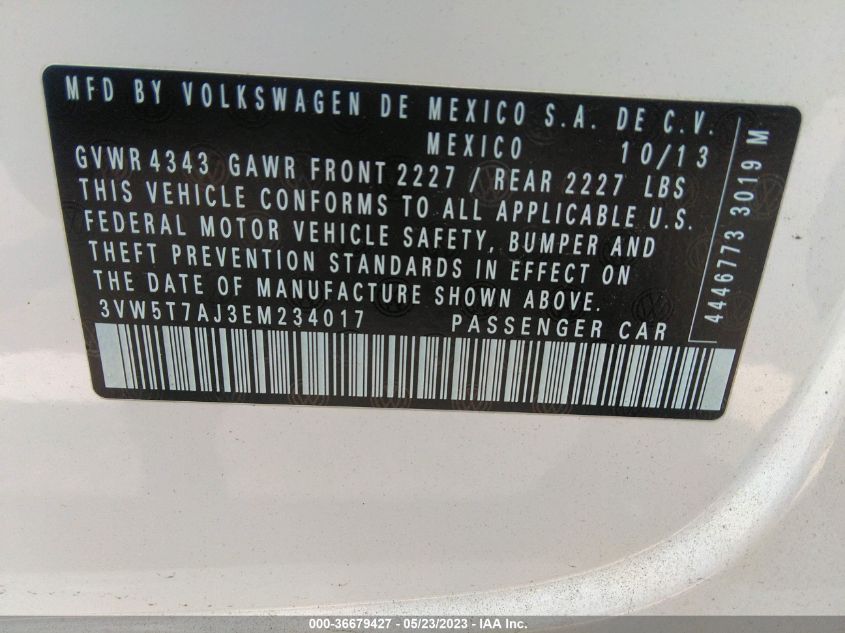 MFD BY VOLKSWAGEN DE MEXICO S.A. DE C.V.
MEXICO 10/13
GVWR 4343 GAWR FRONT 2227 / REAR 2227 LBS
THIS VEHICLE CONFORMS TO ALL APPLICABLE U.S.
FEDERAL MOTOR VEHICLE SAFETY, BUMPER AND
THEFT PREVENTION STANDARDS IN EFFECT ON
THE DATE OF MANUFACTURE SHOWN ABOVE.
3VW5T7AJ3EM234017 PASSENGER CAR
4446773 3019 M
000-36679427 - 05/23/2023 - IAA Inc.